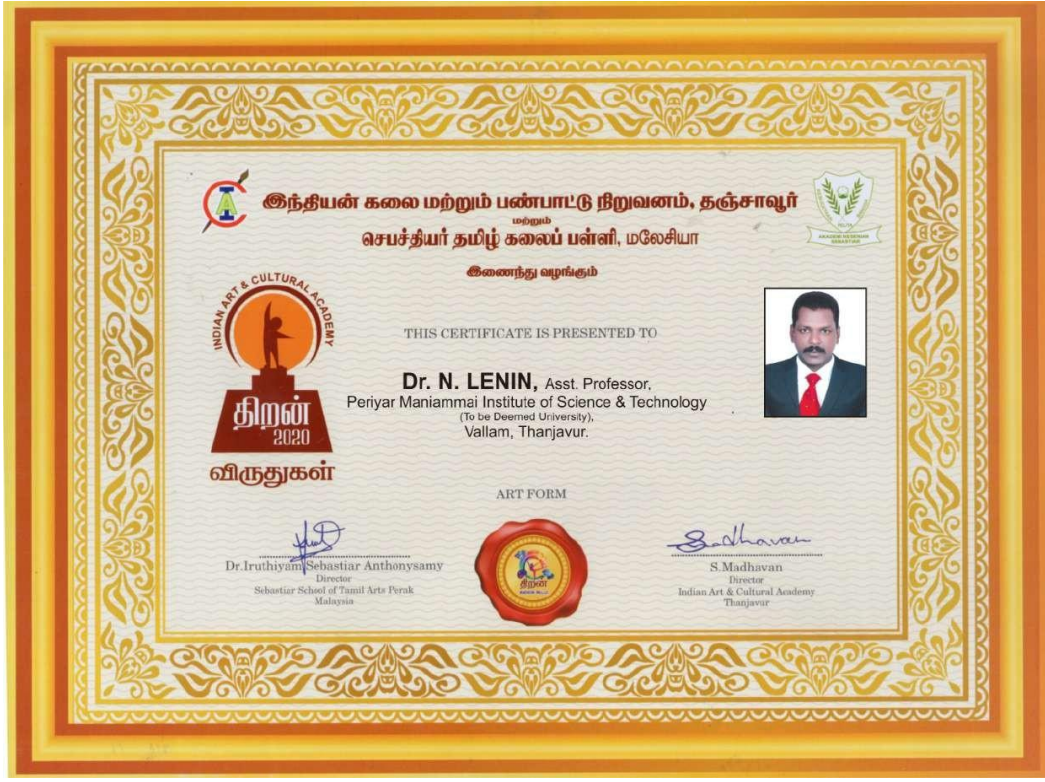 இந்தியன் கலை மற்றும் பண்பாட்டு நிறுவனம், தஞ்சாவூர்
மற்றும்
செபச்தியர் தமிழ் கலைப் பள்ளி, மலேசியா
இணைந்து வழங்கும்
INDIAN ART & CULTURAL ACADEMY
திறன்
2020
விருதுகள்
THIS CERTIFICATE IS PRESENTED TO
Dr. N. LENIN, Asst. Professor,
Periyar Maniammai Institute of Science & Technology
(To be Deemed University),
Vallam, Thanjavur.
ART FORM
Dr.Iruthiyam Sebastiar Anthonysamy
Director
Sebastiar School of Tamil Arts Perak
Malaysia
திறன்
S.Madhavan
Director
Indian Art & Cultural Academy
Thanjavur